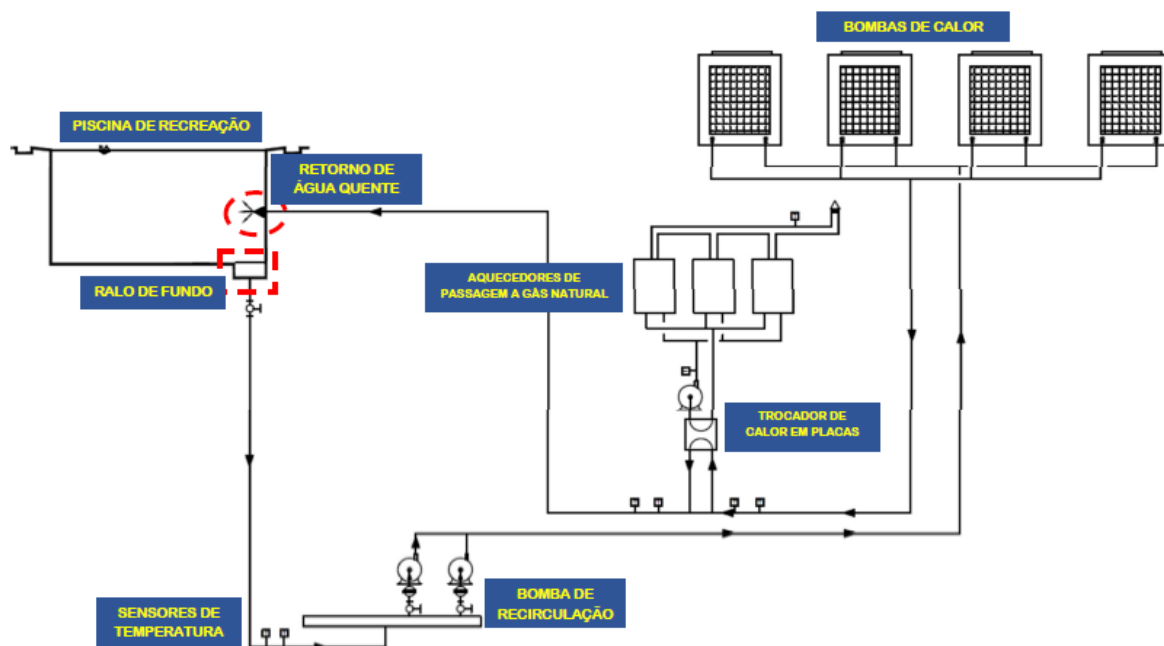 BOMBAS DE CALOR
PISCINA DE RECREAÇÃO
RETORNO DE
ÁGUA QUENTE
RALO DE FUNDO
AQUECEDORES DE
PASSAGEM A GÁS NATURAL
TROCADOR DE
CALOR EM PLACAS
BOMBA DE
RECIRCULAÇÃO
SENSORES DE
TEMPERATURA